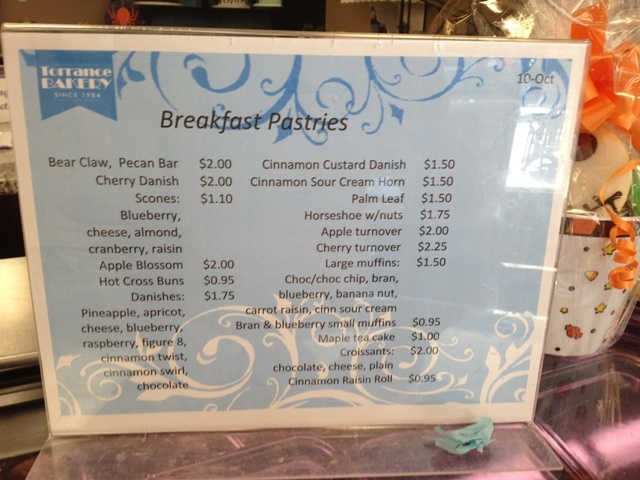 Torrance
BAKERY
SINCE 1984
10-Oct
Breakfast Pastries
Bear Claw, Pecan Bar $2.00
Cherry Danish $2.00
Scones: $1.10
Blueberry,
cheese, almond,
cranberry, raisin
Apple Blossom $2.00
Hot Cross Buns $0.95
Danishes: $1.75
Pineapple, apricot,
cheese, blueberry,
raspberry, figure 8,
cinnamon twist,
cinnamon swirl,
chocolate
Cinnamon Custard Danish $1.50
Cinnamon Sour Cream Horn $1.50
Palm Leaf $1.50
Horseshoe w/nuts $1.75
Apple turnover $2.00
Cherry turnover $2.25
Large muffins: $1.50
Choc/choc chip, bran,
blueberry, banana nut,
carrot raisin, cinn sour cream
Bran & blueberry small muffins $0.95
Maple tea cake $1.00
Croissants: $2.00
chocolate, cheese, plain
Cinnamon Raisin Roll $0.95